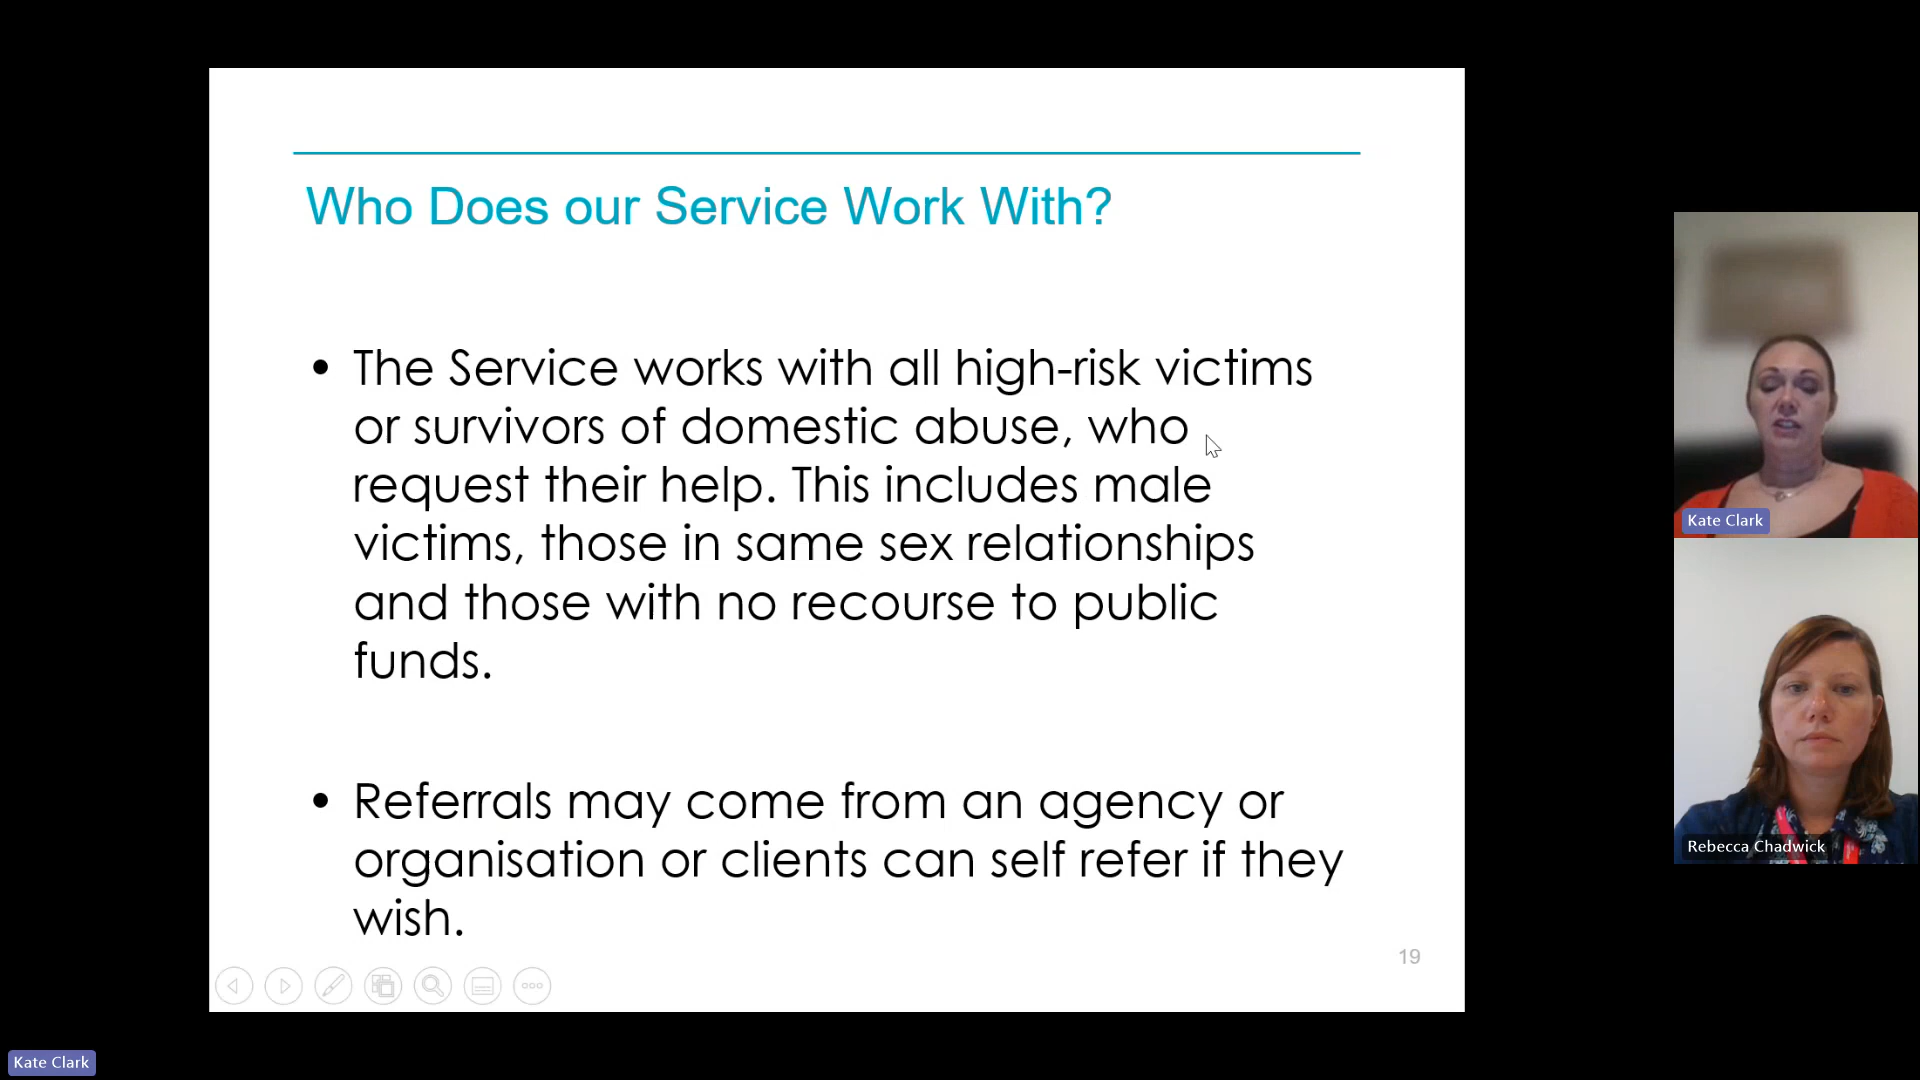 Who Does our Service Work With?
• The Service works with all high-risk victims
or survivors of domestic abuse, who
request their help. This includes male
victims, those in same sex relationships
and those with no recourse to public
funds.
• Referrals may come from an agency or
organisation or clients can self refer if they
wish.
19
Kate Clark
Rebecca Chadwick
Kate Clark